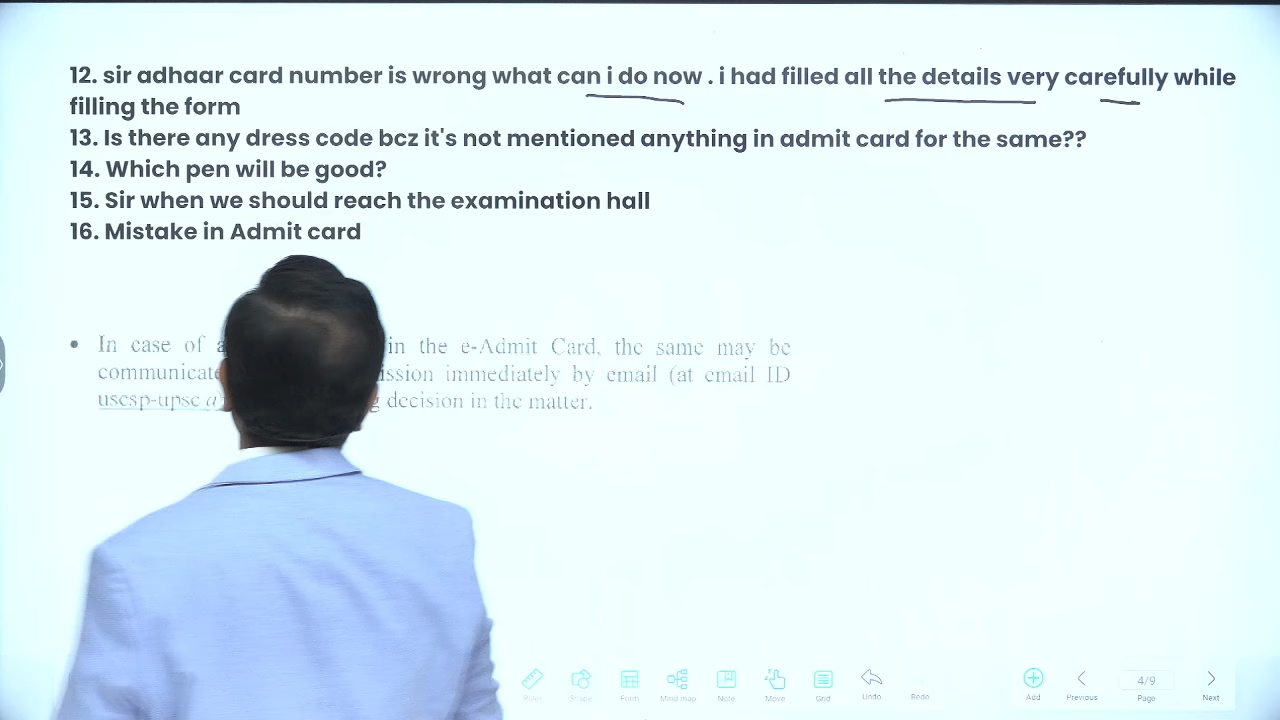 12. sir adhaar card number is wrong what can i do now . i had filled all the details very carefully while
filling the form
13. Is there any dress code bcz it's not mentioned anything in admit card for the same??
14. Which pen will be good?
15. Sir when we should reach the examination hall
16. Mistake in Admit card
• In case of in the e-Admit Card, the same may be
immediately by email (at email ID
uscsp-upsc decision in the matter.
Ruler Shape Form Mind map Note Move Grid Undo Redo Add Previous 4/9 Page Next